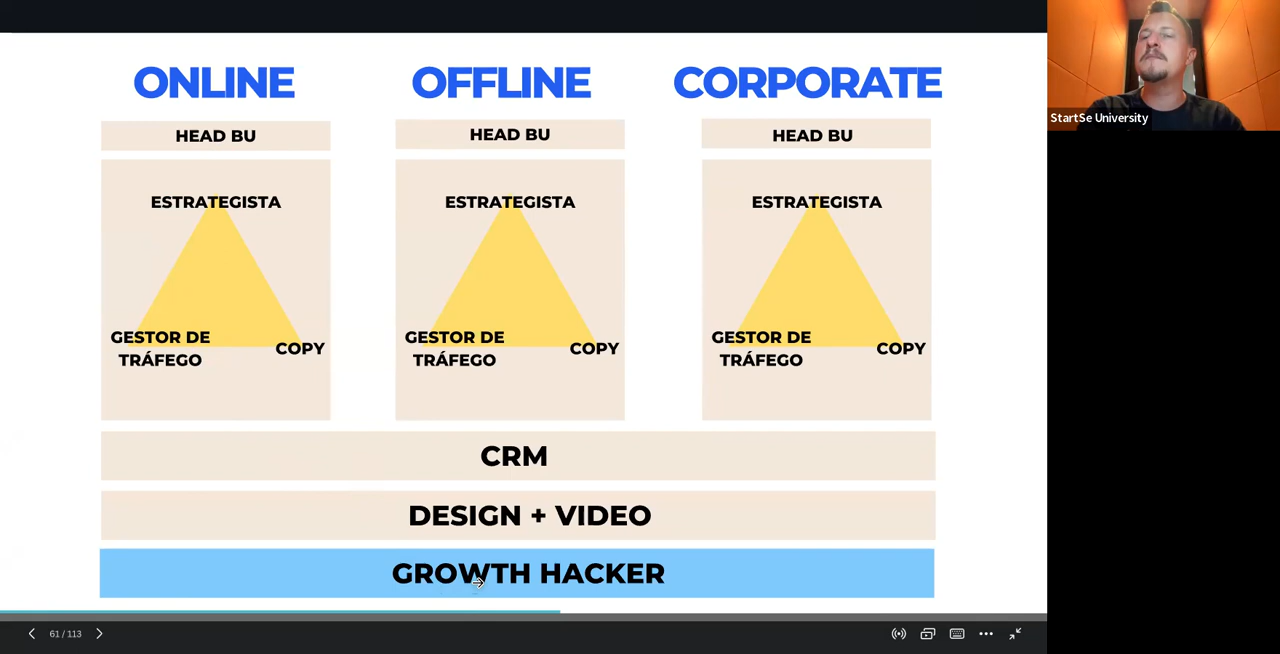 ONLINE
OFFLINE
CORPORATE
HEAD BU
HEAD BU
HEAD BU
ESTRATEGISTA
ESTRATEGISTA
ESTRATEGISTA
GESTOR DE
TRÁFEGO
COPY
GESTOR DE
TRÁFEGO
COPY
GESTOR DE
TRÁFEGO
COPY
CRM
DESIGN + VIDEO
GROWTH HACKER
61 / 113
StartSe University